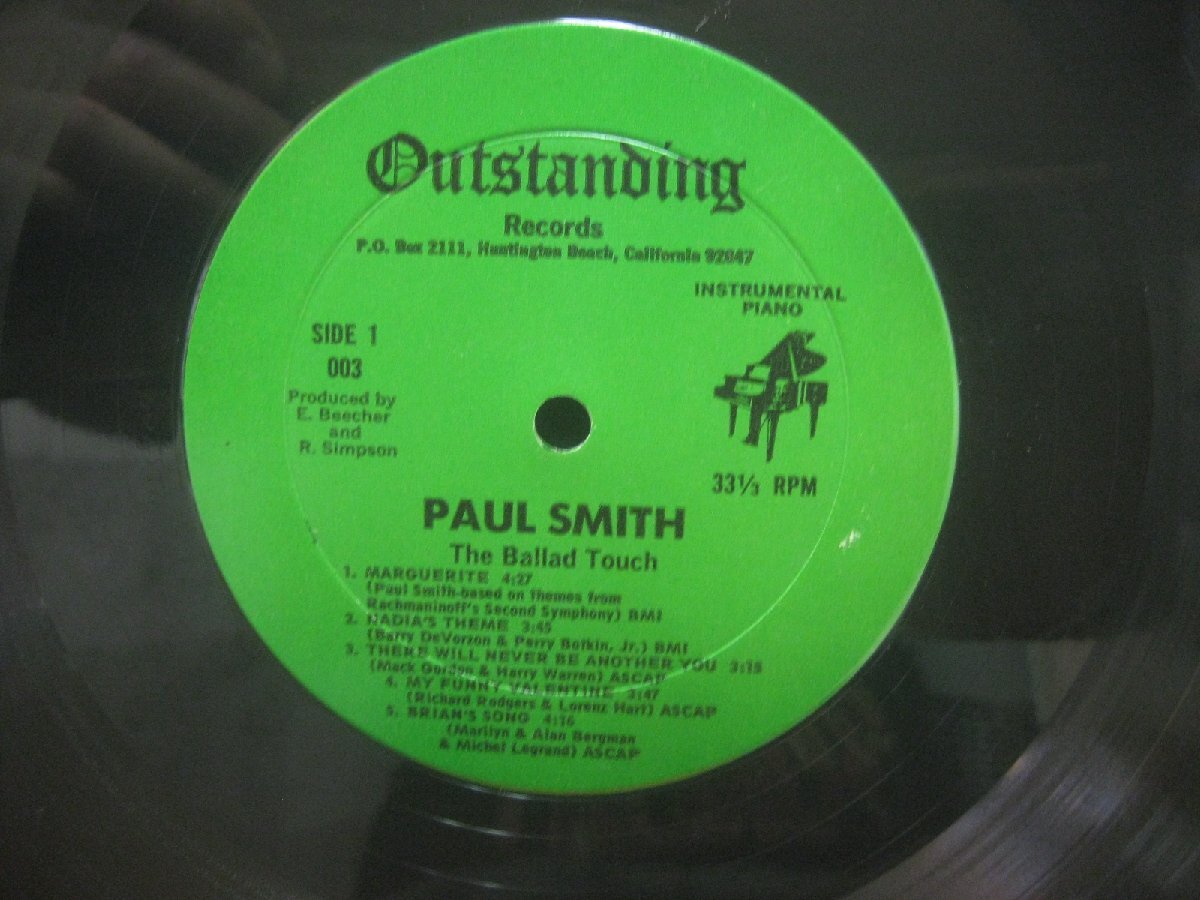 Outstanding
Records
P.O. Box 2111, Huntington Beach, California 92647
INSTRUMENTAL
PIANO
SIDE 1
003
Produced by
E. Beecher
and
R. Simpson
33⅓ RPM
PAUL SMITH
The Ballad Touch
1. MARGUERITE 4:27
(Paul Smith-based on Themes from
Rachmaninoff's Second Symphony) BMI
2. NADIA'S THEME 3:45
(Barry DeVorzon & Perry Botkin, Jr.) BMI
3. THERE WILL NEVER BE ANOTHER YOU
(Mack Gordon & Harry Warren) ASCAP
4. MY FUNNY VALENTINE 3:47
(Richard Rodgers & Lorenz Hart) ASCAP
5. BRIAN'S SONG 4:16
(Marilyn & Alan Bergman
& Michel Legrand) ASCAP